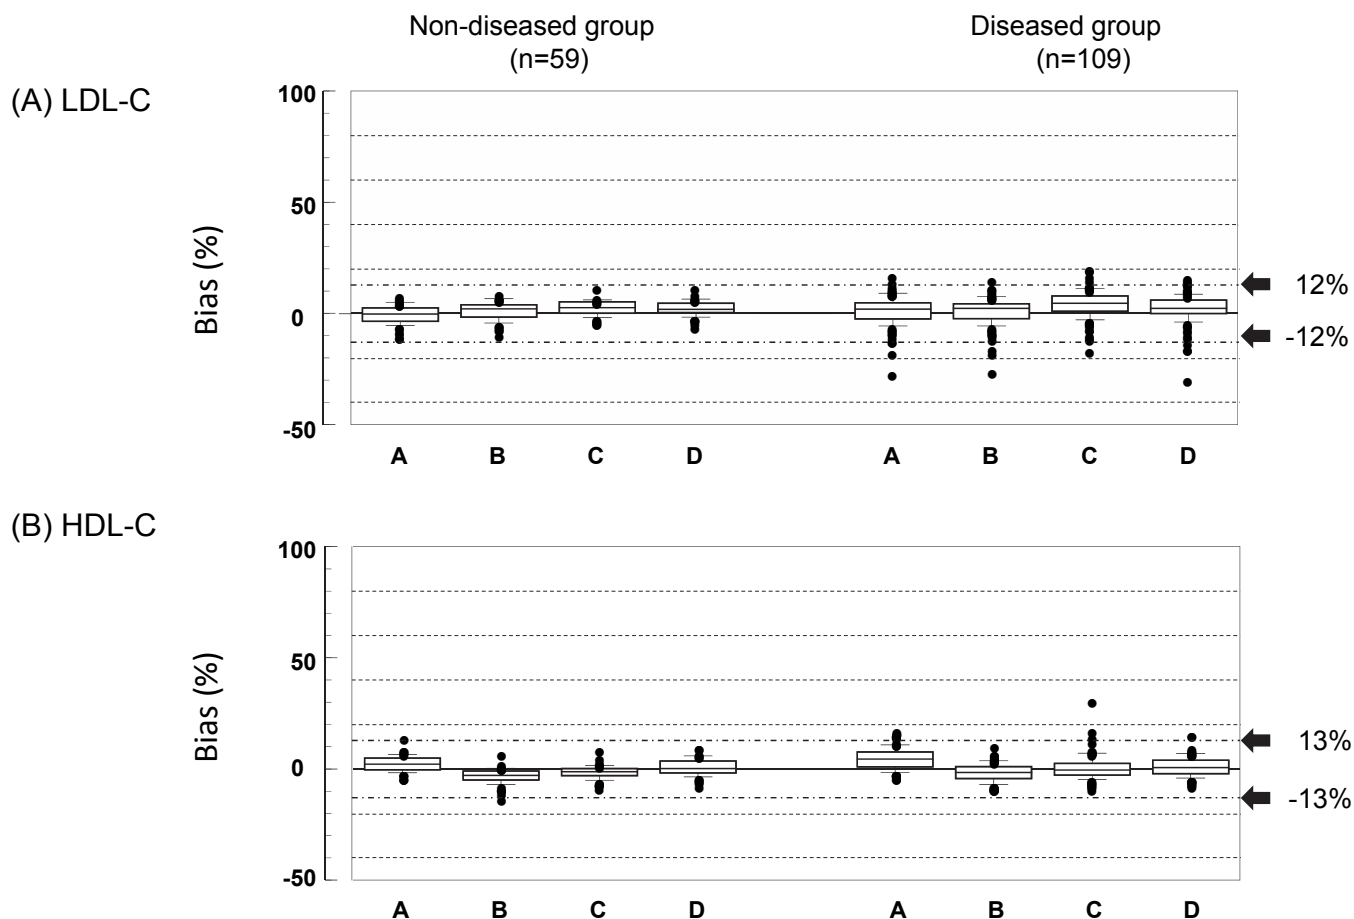 Non-diseased group
(n=59)
Diseased group
(n=109)
(A) LDL-C
100
50
0
-50
Bias (%)
12%
-12%
A B C D A B C D
(B) HDL-C
100
50
0
-50
Bias (%)
13%
-13%
A B C D A B C D